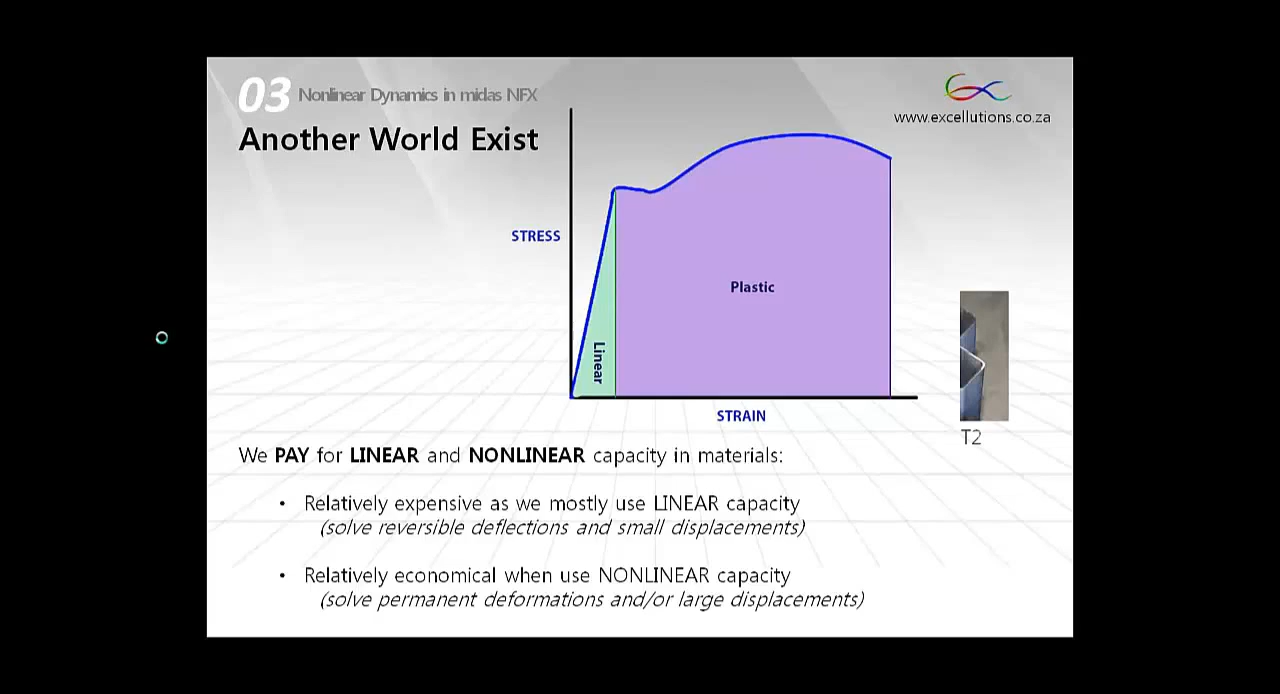 03 Nonlinear Dynamics in midas NFX
www.excellutions.co.za
Another World Exist
STRESS
Plastic
Linear
STRAIN
T2
We PAY for LINEAR and NONLINEAR capacity in materials:
• Relatively expensive as we mostly use LINEAR capacity
(solve reversible deflections and small displacements)
• Relatively economical when use NONLINEAR capacity
(solve permanent deformations and/or large displacements)